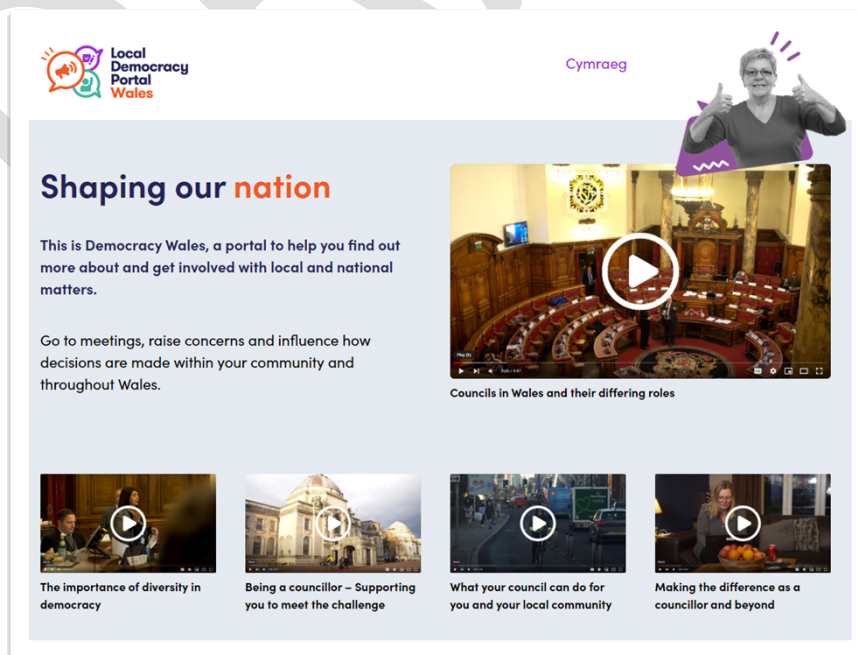 Local
Democracy
Portal
Wales
Cymraeg
Shaping our nation
This is Democracy Wales, a portal to help you find out
more about and get involved with local and national
matters.
Go to meetings, raise concerns and influence how
decisions are made within your community and
throughout Wales.
Councils in Wales and their differing roles
The importance of diversity in
democracy
Being a councillor – Supporting
you to meet the challenge
What your council can do for
you and your local community
Making the difference as a
councillor and beyond